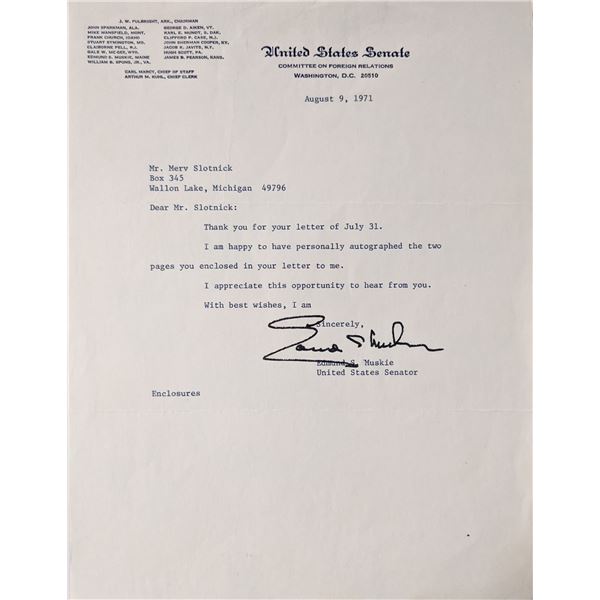 J. W. FULBRIGHT, ARK., CHAIRMAN
JOHN SPARKMAN, ALA. GEORGE D. AIKEN, VT.
MIKE MANSFIELD, MONT. KARL E. MUNDT, S. DAK.
FRANK CHURCH, IDAHO CLIFFORD P. CASE, N.J.
STUART SYMINGTON, MO. JOHN SHERMAN COOPER, KY.
CLAIBORNE PELL, R.I. JACOB K. JAVITS, N.Y.
GALE W. MC GEE, WYO. HUGH SCOTT, PA.
EDMUND S. MUSKIE, MAINE JAMES B. PEARSON, KANS.
WILLIAM B. SPONG, JR., VA.
CARL MARCY, CHIEF OF STAFF
ARTHUR M. KUHL, CHIEF CLERK
United States Senate
COMMITTEE ON FOREIGN RELATIONS
WASHINGTON, D.C. 20510
August 9, 1971
Mr. Merv Slotnick
Box 345
Wallon Lake, Michigan 49796
Dear Mr. Slotnick:
Thank you for your letter of July 31.
I am happy to have personally autographed the two
pages you enclosed in your letter to me.
I appreciate this opportunity to hear from you.
With best wishes, I am
Sincerely,
Edmund S. Muskie
Edmund S. Muskie
United States Senator
Enclosures